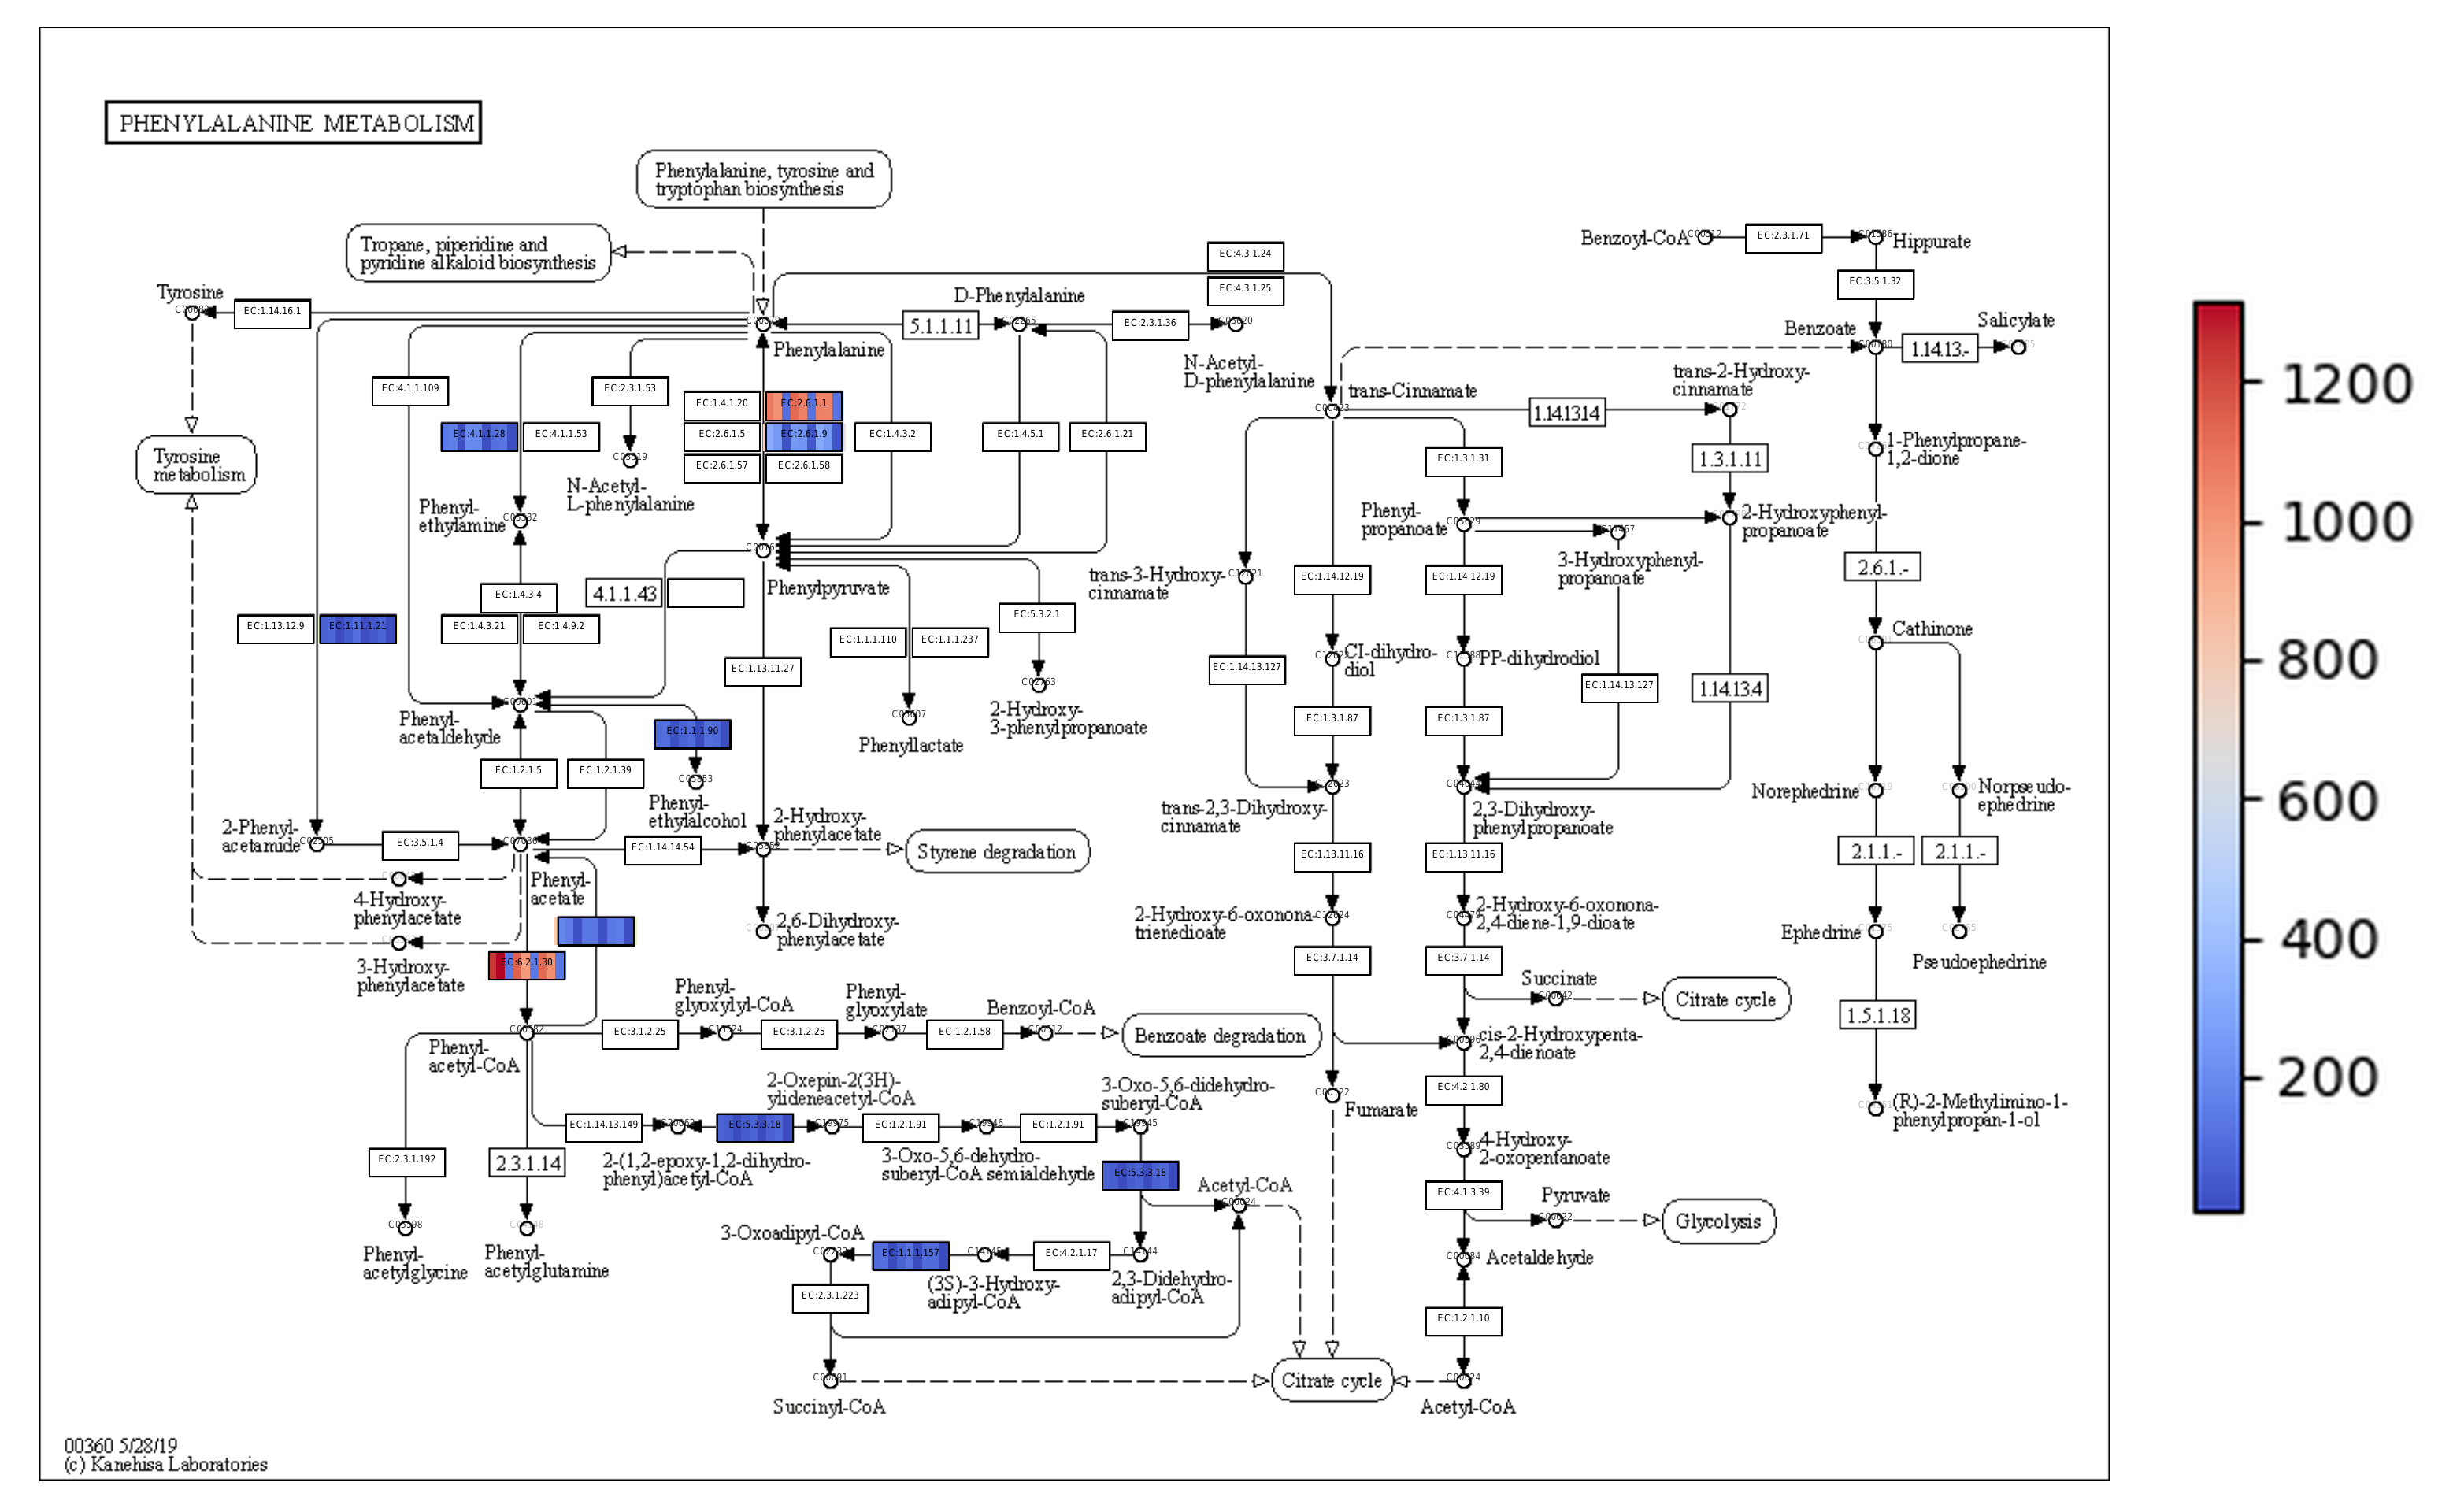 PHENYLALANINE METABOLISM
Phenylalanine, tyrosine and
tryptophan biosynthesis
Tropane, piperidine and
pyridine alkaloid biosynthesis
EC:4.3.1.24
EC:4.3.1.25
Benzoyl-CoA
EC:2.3.1.71
Hippurate
EC:3.5.1.32
Tyrosine
EC:1.14.16.1
D-Phenylalanine
5.1.1.11
EC:2.3.1.36
Phenylalanine
N-Acetyl-
D-phenylalanine
Benzoate
Salicylate
1.14.13.-
trans-Cinnamate
trans-2-Hydroxy-
cinnamate
1.14.1314
EC:4.1.1.109
EC:2.3.1.53
EC:1.4.1.20
EC:2.6.1.1
EC:4.1.1.28
EC:4.1.1.53
EC:2.6.1.5
EC:2.6.1.9
EC:1.4.3.2
EC:1.4.5.1
EC:2.6.1.21
EC:2.6.1.57
EC:2.6.1.58
EC:1.3.1.31
1.3.1.11
1-Phenylpropane-
1,2-dione
Tyrosine
metabolism
N-Acetyl-
L-phenylalanine
Phenyl-
ethylamine
Phenyl-
propanoate
2-Hydroxyphenyl-
propanoate
3-Hydroxyphenyl-
propanoate
2.6.1.-
trans-3-Hydroxy-
cinnamate
EC:1.14.12.19
EC:1.14.12.19
EC:1.4.3.4
4.1.1.43
Phenylpyruvate
EC:5.3.2.1
EC:1.13.12.9
EC:1.11.1.21
EC:1.4.3.21
EC:1.4.9.2
EC:1.1.1.110
EC:1.1.1.237
Cathinone
EC:1.13.11.27
EC:1.14.13.127
CI-dihydro-
diol
PP-dihydrodiol
EC:1.14.13.127
1.14.13.4
Phenyl-
acetaldehyde
EC:1.1.1.90
Phenyllactate
2-Hydroxy-
3-phenylpropanoate
EC:1.3.1.87
EC:1.3.1.87
EC:1.2.1.5
EC:1.2.1.39
Phenyl-
ethylalcohol
trans-2,3-Dihydroxy-
cinnamate
2,3-Dihydroxy-
phenylpropanoate
Norephedrine
Norpseudo-
ephedrine
2-Phenyl-
acetamide
EC:3.5.1.4
EC:1.14.14.54
2-Hydroxy-
phenylacetate
Styrene degradation
EC:1.13.11.16
EC:1.13.11.16
2.1.1.-
2.1.1.-
4-Hydroxy-
phenylacetate
Phenyl-
acetate
2,6-Dihydroxy-
phenylacetate
2-Hydroxy-6-oxonona-
trienedioate
2-Hydroxy-6-oxonona-
2,4-diene-1,9-dioate
Ephedrine
Pseudoephedrine
3-Hydroxy-
phenylacetate
EC:6.2.1.30
EC:3.7.1.14
EC:3.7.1.14
Succinate
Citrate cycle
Phenyl-
glyoxylyl-CoA
Phenyl-
glyoxylate
Benzoyl-CoA
1.5.1.18
EC:3.1.2.25
EC:3.1.2.25
EC:1.2.1.58
Benzoate degradation
Phenyl-
acetyl-CoA
cis-2-Hydroxypenta-
2,4-dienoate
2-Oxepin-2(3H)-
ylideneacetyl-CoA
3-Oxo-5,6-didehydro-
suberyl-CoA
EC:4.2.1.80
Fumarate
(R)-2-Methylimino-1-
phenylpropan-1-ol
EC:1.14.13.149
EC:5.3.3.18
EC:1.2.1.91
EC:1.2.1.91
4-Hydroxy-
2-oxopentanoate
EC:2.3.1.192
2.3.1.14
2-(1,2-epoxy-1,2-dihydro-
phenyl)acetyl-CoA
3-Oxo-5,6-dehydro-
suberyl-CoA semialdehyde
EC:5.3.3.18
Acetyl-CoA
EC:4.1.3.39
Pyruvate
Glycolysis
Phenyl-
acetylglycine
Phenyl-
acetylglutamine
3-Oxoadipyl-CoA
EC:1.1.1.157
EC:4.2.1.17
Acetaldehyde
(3S)-3-Hydroxy-
adipyl-CoA
2,3-Didehydro-
adipyl-CoA
EC:2.3.1.223
EC:1.2.1.10
Succinyl-CoA
Citrate cycle
Acetyl-CoA
00360 5/28/19
(c) Kanehisa Laboratories
1200
1000
800
600
400
200